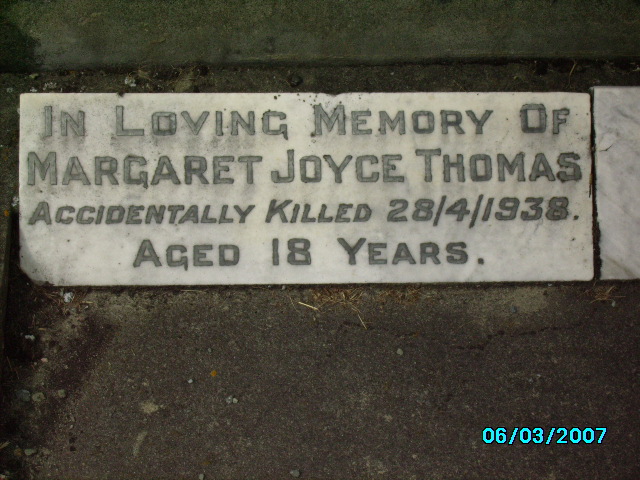 In Loving Memory Of
Margaret Joyce Thomas
Accidentally Killed 28/4/1938.
Aged 18 Years.
06/03/2007